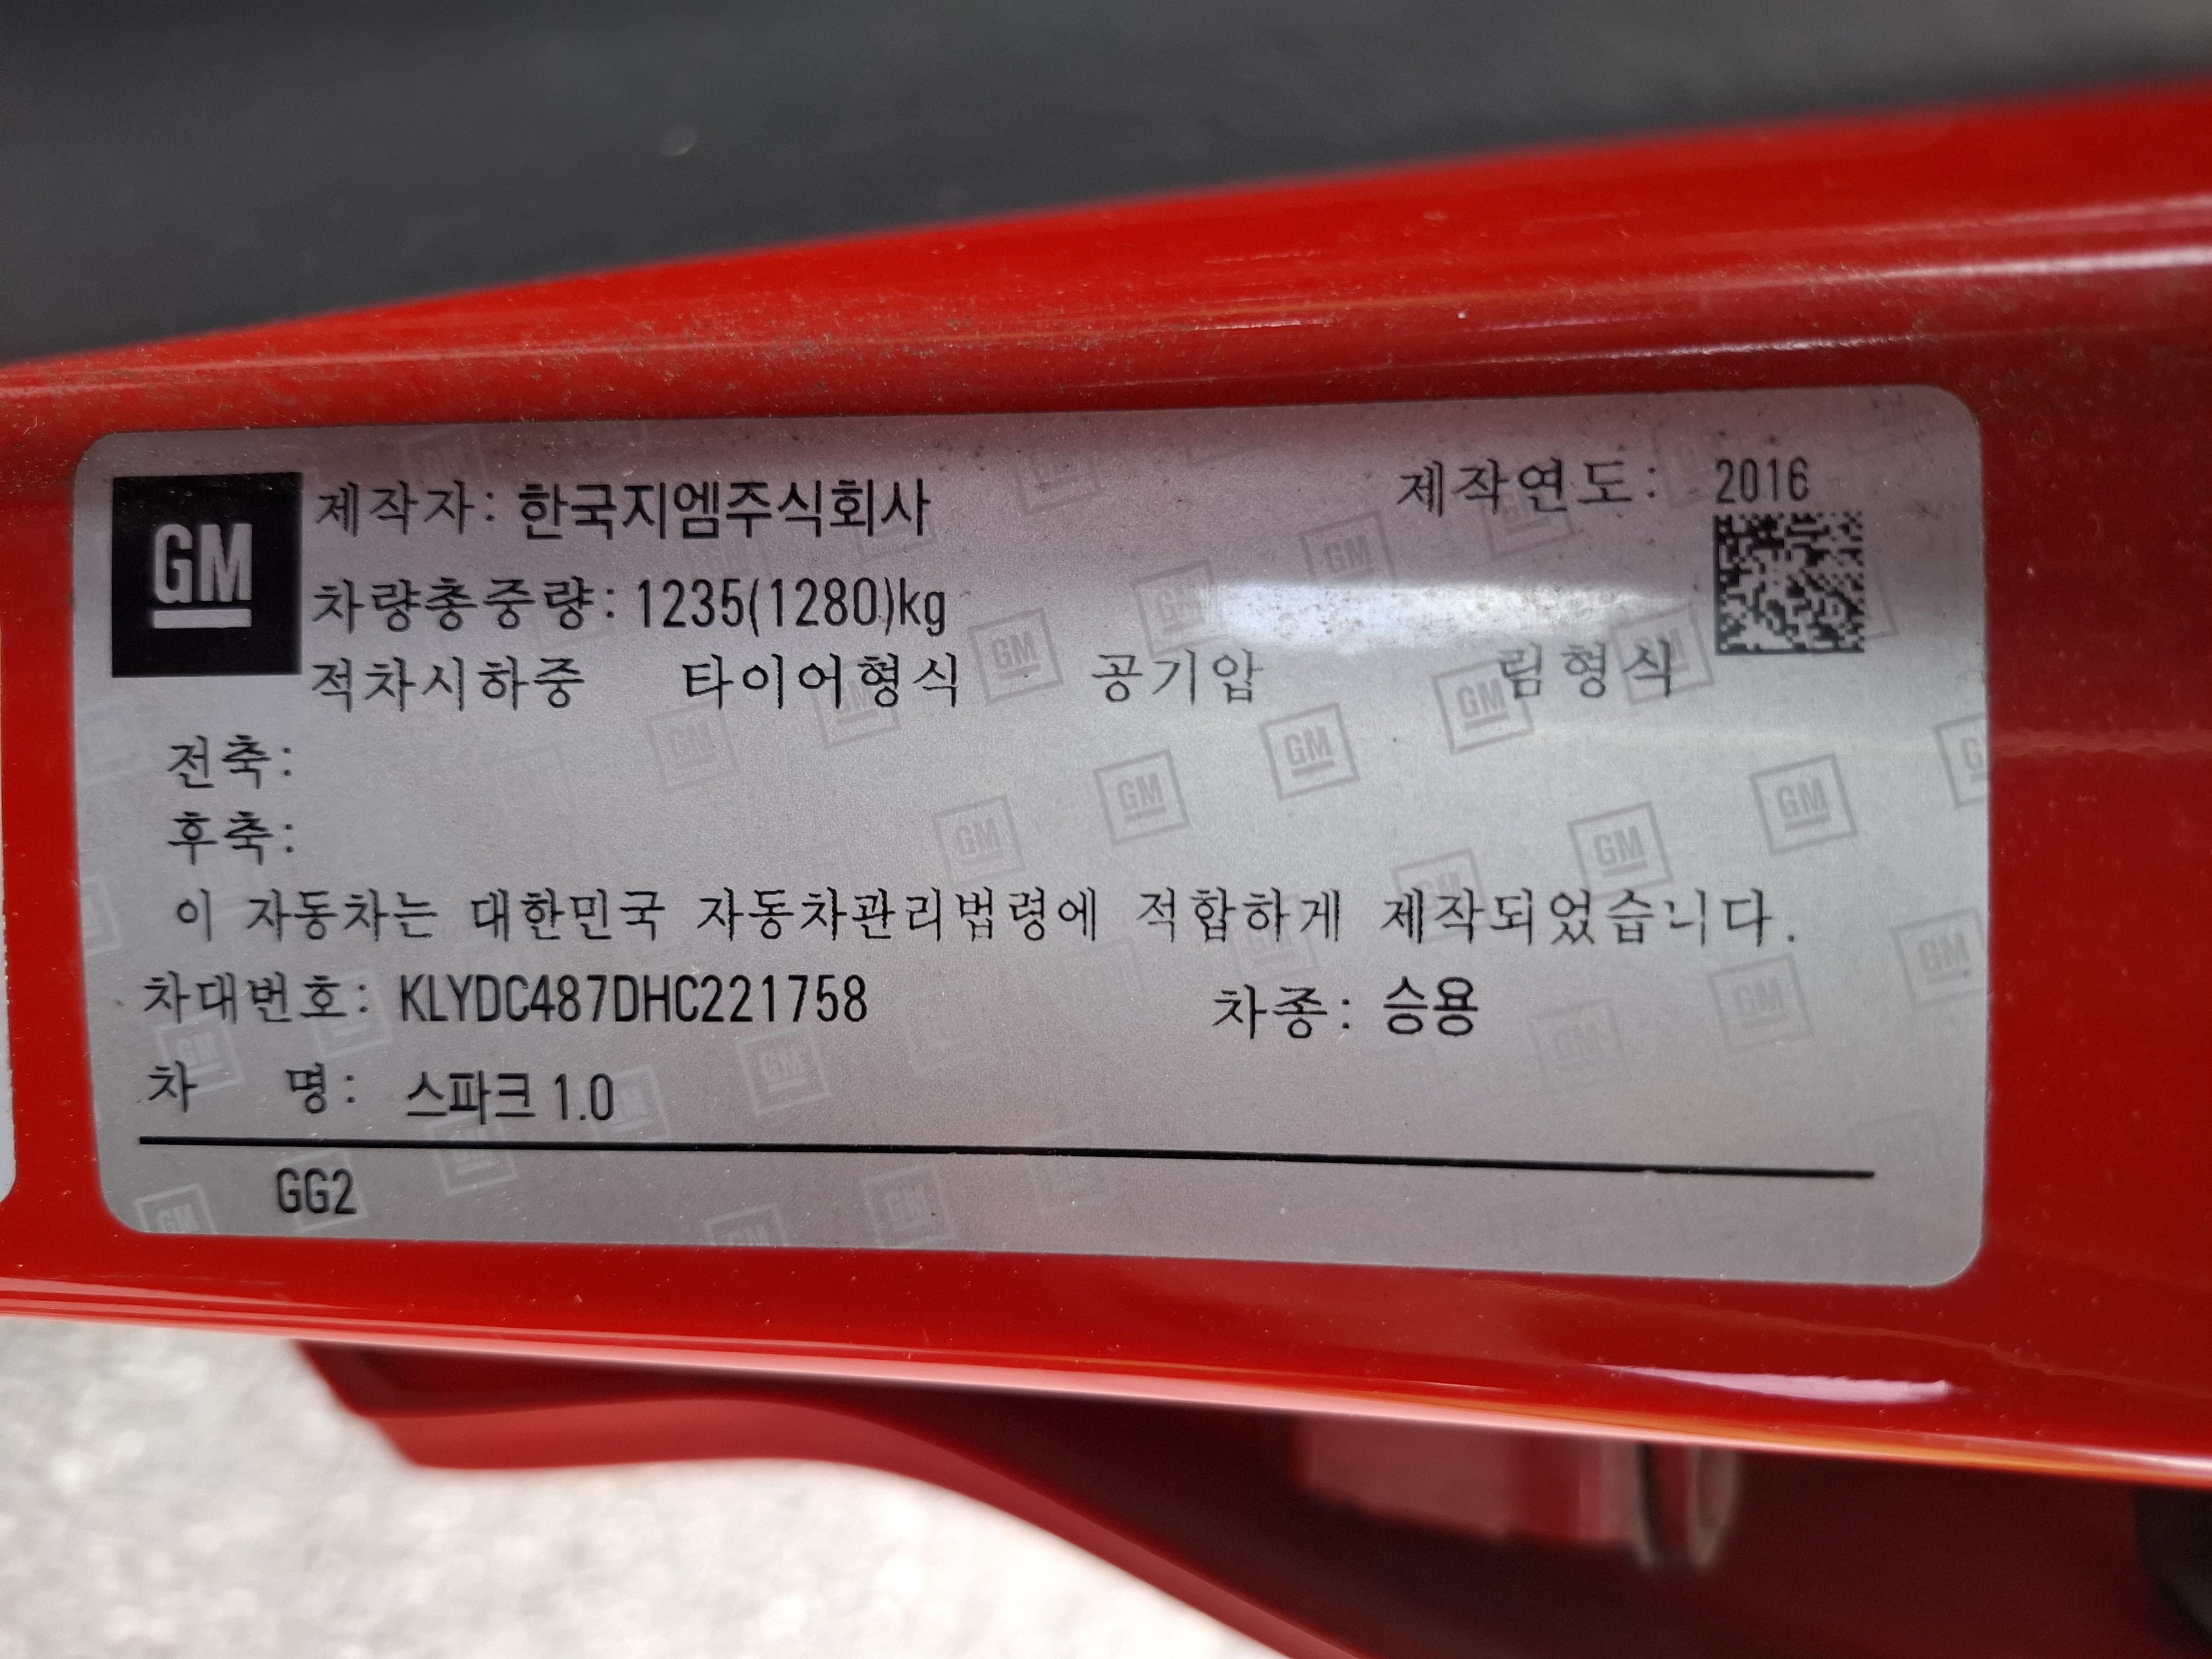 GM
제작자: 한국지엠주식회사 제작연도: 2016
차량총중량: 1235(1280)kg
적차시하중 타이어형식 공기압 림형식
전축:
후축:
이 자동차는 대한민국 자동차관리법령에 적합하게 제작되었습니다.
차대번호: KLYDC487DHC221758 차종: 승용
차 명: 스파크 1.0
GG2